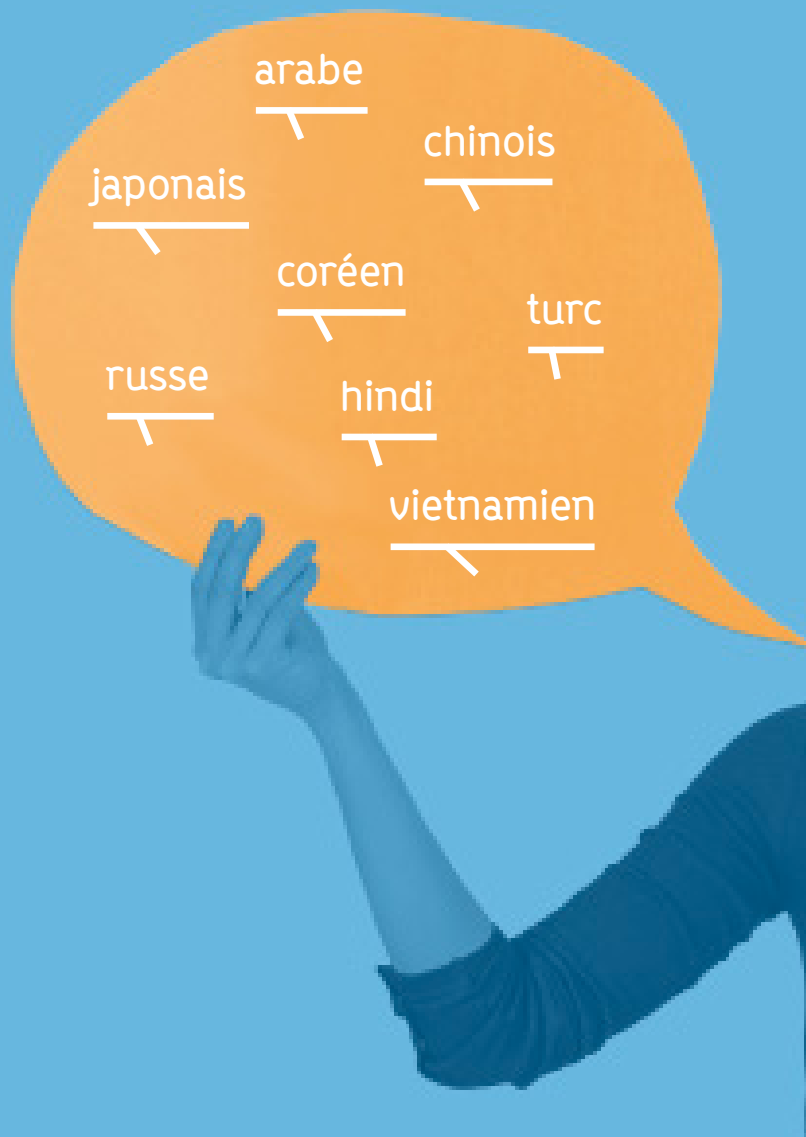 arabe
chinois
japonais
coréen
turc
russe
hindi
vietnamien